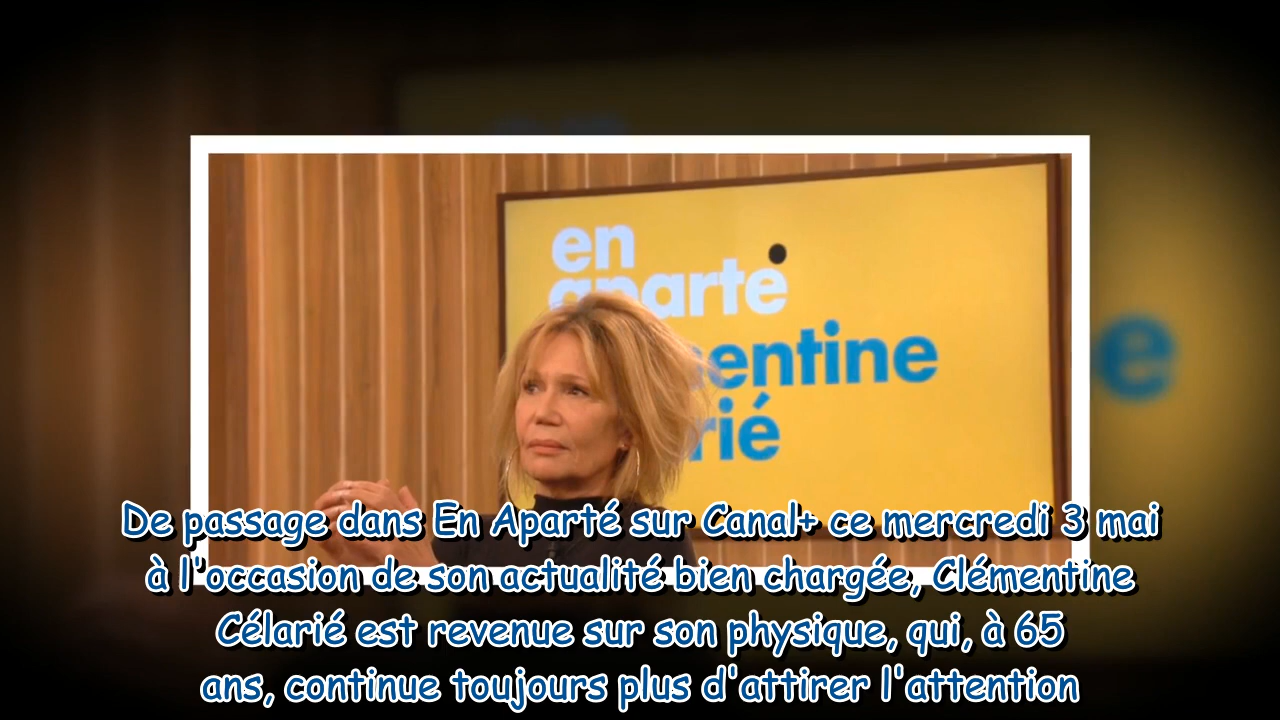 en
aparté
entine
rié
e
De passage dans En Aparté sur Canal+ ce mercredi 3 mai
à l'occasion de son actualité bien chargée, Clémentine
Célarié est revenue sur son physique, qui, à 65
ans, continue toujours plus d'attirer l'attention